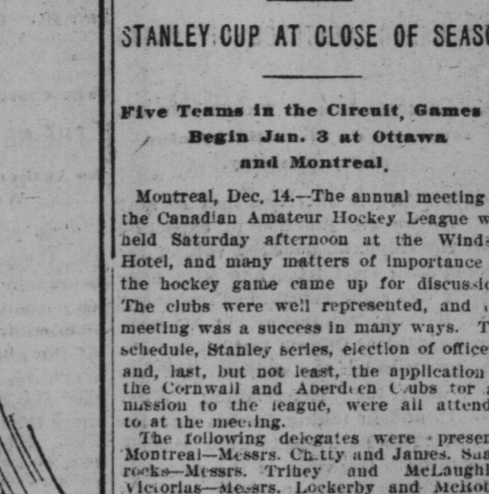 STANLEY CUP AT CLOSE OF SEAS
Five Teams in the Circuit, Games
Begin Jan. 3 at Ottawa
and Montreal.
Montreal, Dec. 14.—The annual meeting
the Canadian Amateur Hockey League w
held Saturday afternoon at the Wind-
Hotel, and many matters of importance
the hockey game came up for discussio
The clubs were well represented, and
meeting was a success in many ways. T
schedule, Stanley series, election of office
and, last, but not least, the application
the Cornwall and Aberdeen Clubs for
mission to the league, were all attend
to at the meeting.
The following delegates were presen
Montreal—Messrs. Chitty and James. Sha
rocks—Messrs. Trihey and McLaughl
Victorias—Messrs. Lockerby and